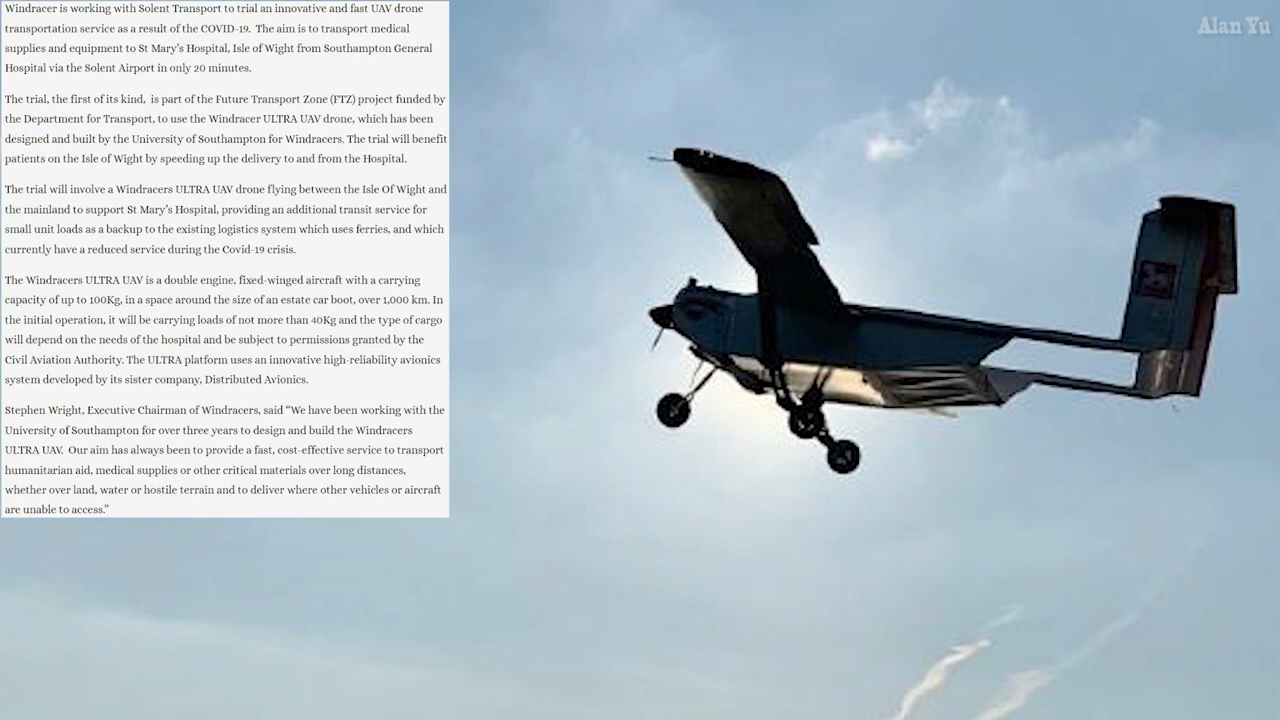 Windracer is working with Solent Transport to trial an innovative and fast UAV drone
transportation service as a result of the COVID-19. The aim is to transport medical
supplies and equipment to St Mary's Hospital, Isle of Wight from Southampton General
Hospital via the Solent Airport in only 20 minutes.
The trial, the first of its kind, is part of the Future Transport Zone (FTZ) project funded by
the Department for Transport, to use the Windracer ULTRA UAV drone, which has been
designed and built by the University of Southampton for Windracers. The trial will benefit
patients on the Isle of Wight by speeding up the delivery to and from the Hospital.
The trial will involve a Windracers ULTRA UAV drone flying between the Isle Of Wight and
the mainland to support St Mary's Hospital, providing an additional transit service for
small unit loads as a backup to the existing logistics system which uses ferries, and which
currently have a reduced service during the Covid-19 crisis.
The Windracers ULTRA UAV is a double engine, fixed-winged aircraft with a carrying
capacity of up to 100Kg, in a space around the size of an estate car boot, over 1,000 km. In
the initial operation, it will be carrying loads of not more than 40Kg and the type of cargo
will depend on the needs of the hospital and be subject to permissions granted by the
Civil Aviation Authority. The ULTRA platform uses an innovative high-reliability avionics
system developed by its sister company, Distributed Avionics.
Stephen Wright, Executive Chairman of Windracers, said “We have been working with the
University of Southampton for over three years to design and build the Windracers
ULTRA UAV. Our aim has always been to provide a fast, cost-effective service to transport
humanitarian aid, medical supplies or other critical materials over long distances,
whether over land, water or hostile terrain and to deliver where other vehicles or aircraft
are unable to access.”
Alan Yu